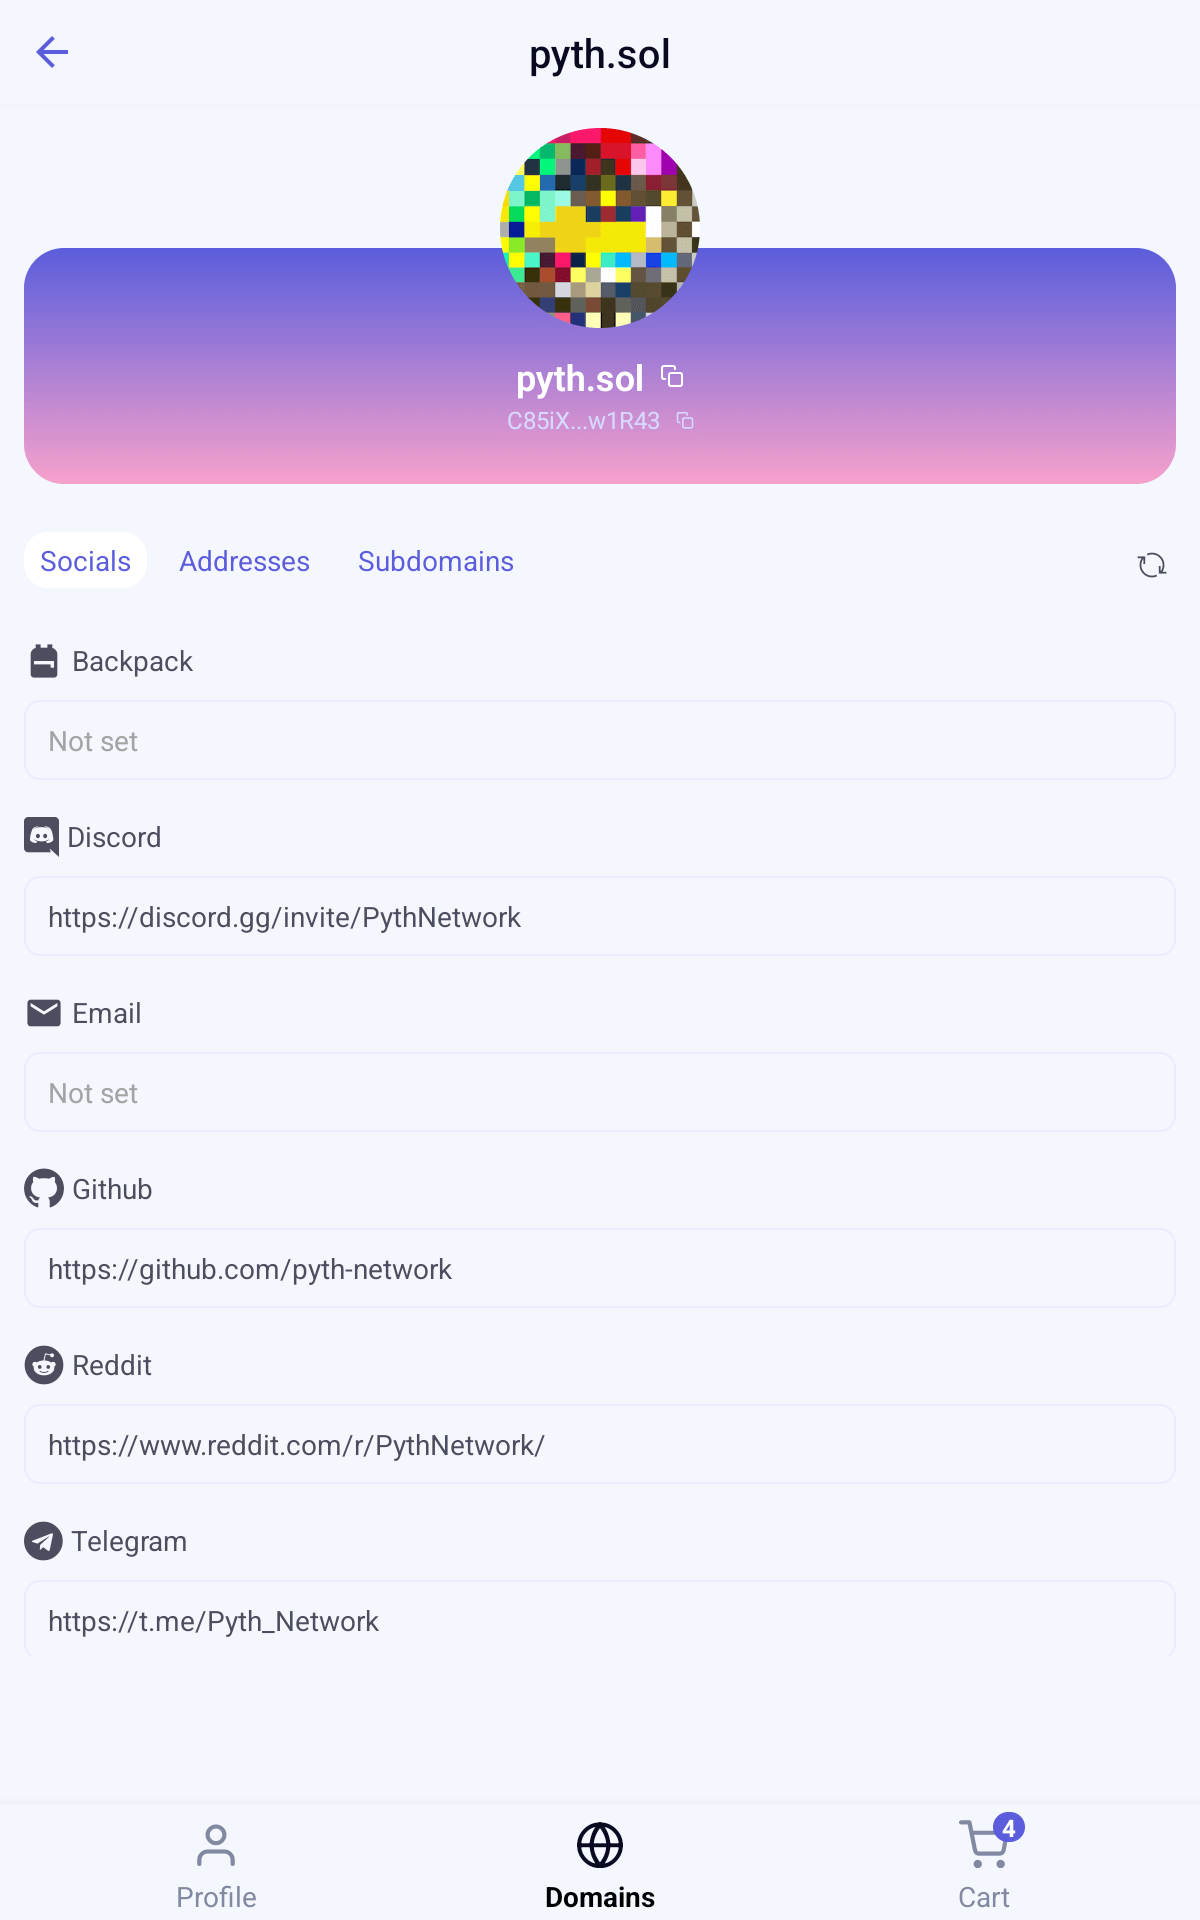 pyth.sol
pyth.sol
C85iX...w1R43
Socials Addresses Subdomains
Backpack
Not set
Discord
https://discord.gg/invite/PythNetwork
Email
Not set
Github
https://github.com/pyth-network
Reddit
https://www.reddit.com/r/PythNetwork/
Telegram
https://t.me/Pyth_Network
4
Profile Domains Cart